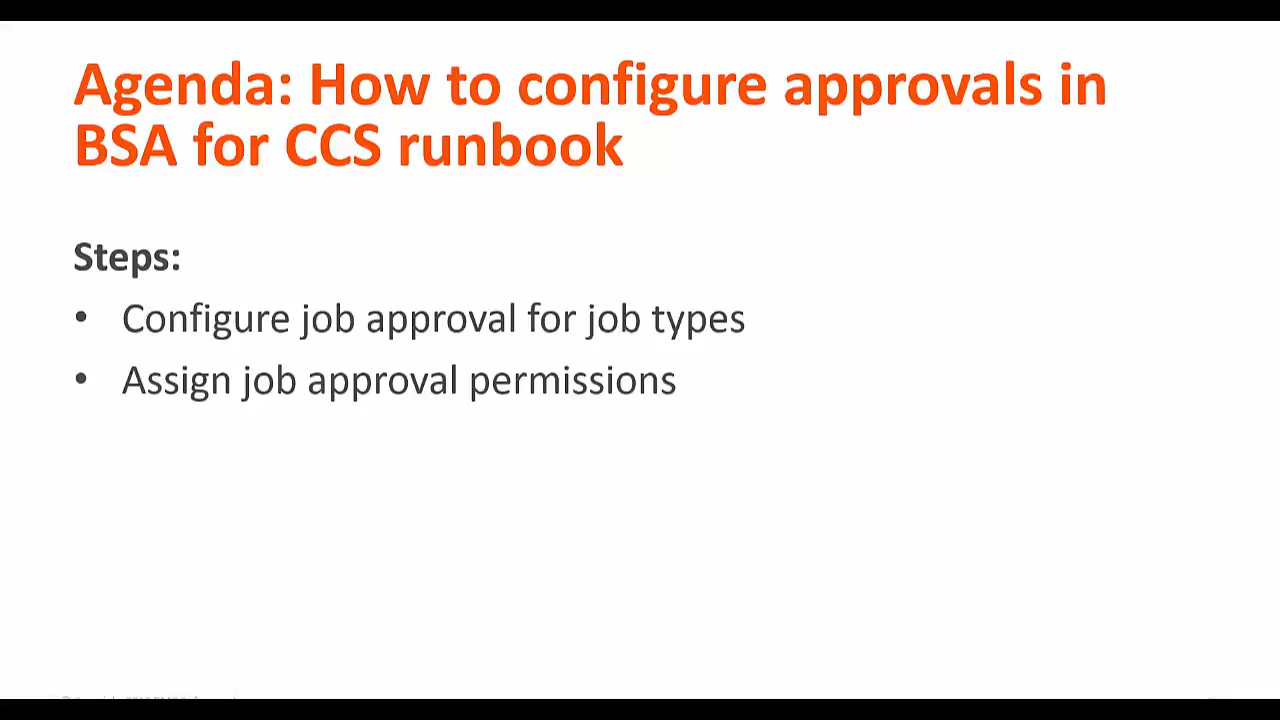 Agenda: How to configure approvals in
BSA for CCS runbook
Steps:
• Configure job approval for job types
• Assign job approval permissions